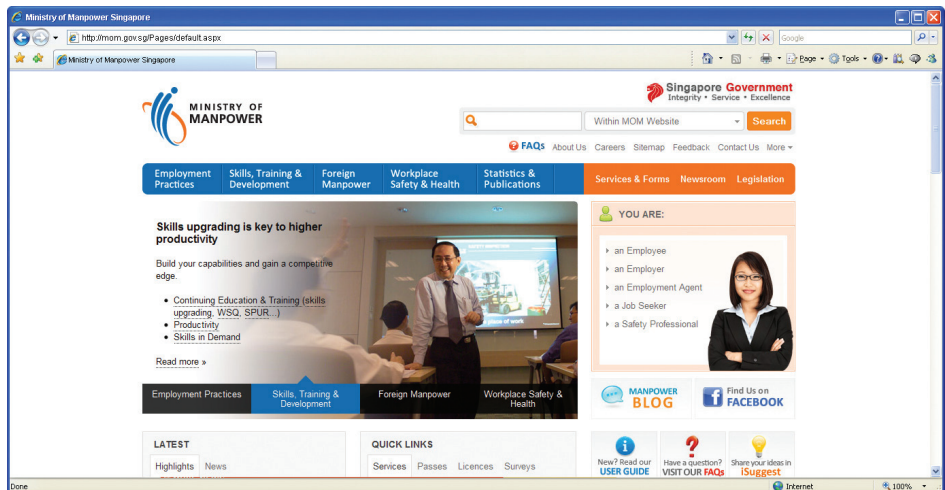 Ministry of Manpower Singapore
http://mom.gov.sg/Pages/default.aspx
Google
Ministry of Manpower Singapore
Page
Tools
Singapore Government
Integrity • Service • Excellence
MINISTRY OF
MANPOWER
Within MOM Website
Search
FAQs About Us Careers Sitemap Feedback Contact Us More
Employment Practices
Skills, Training & Development
Foreign Manpower
Workplace Safety & Health
Statistics & Publications
Services & Forms Newsroom Legislation
Skills upgrading is key to higher
productivity
Build your capabilities and gain a competitive
edge.
• Continuing Education & Training (skills
upgrading, WSQ, SPUR...)
• Productivity
• Skills in Demand
Read more »
place of work
Employment Practices
Skills, Training &
Development
Foreign Manpower
Workplace Safety &
Health
YOU ARE:
an Employee
an Employer
an Employment Agent
a Job Seeker
a Safety Professional
MANPOWER
BLOG
Find Us on
FACEBOOK
LATEST
Highlights News
QUICK LINKS
Services Passes Licences Surveys
New? Read our
USER GUIDE
Have a question?
VISIT OUR FAQs
Share your ideas in
iSuggest
Done
Internet
100%